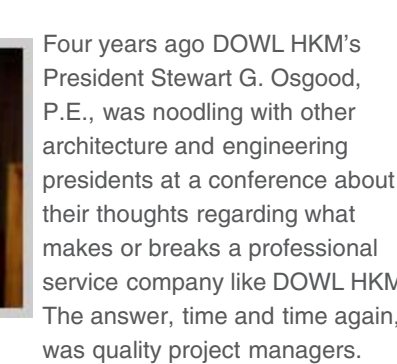 Four years ago DOWL HKM's
President Stewart G. Osgood,
P.E., was noodling with other
architecture and engineering
presidents at a conference about
their thoughts regarding what
makes or breaks a professional
service company like DOWL HKM
The answer, time and time again,
was quality project managers.